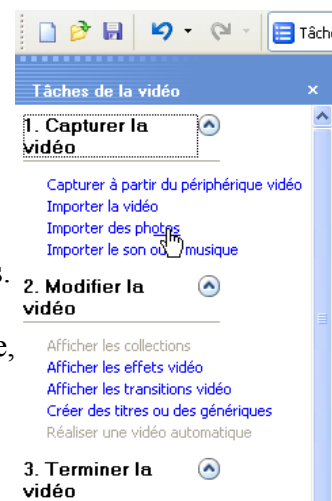 Tâch
Tâches de la vidéo
1. Capturer la
vidéo
Capturer à partir du périphérique vidéo
Importer la vidéo
Importer des photos
Importer le son ou musique
s.
2. Modifier la
vidéo
e,
Afficher les collections
Afficher les effets vidéo
Afficher les transitions vidéo
Créer des titres ou des génériques
Réaliser une vidéo automatique
3. Terminer la
vidéo